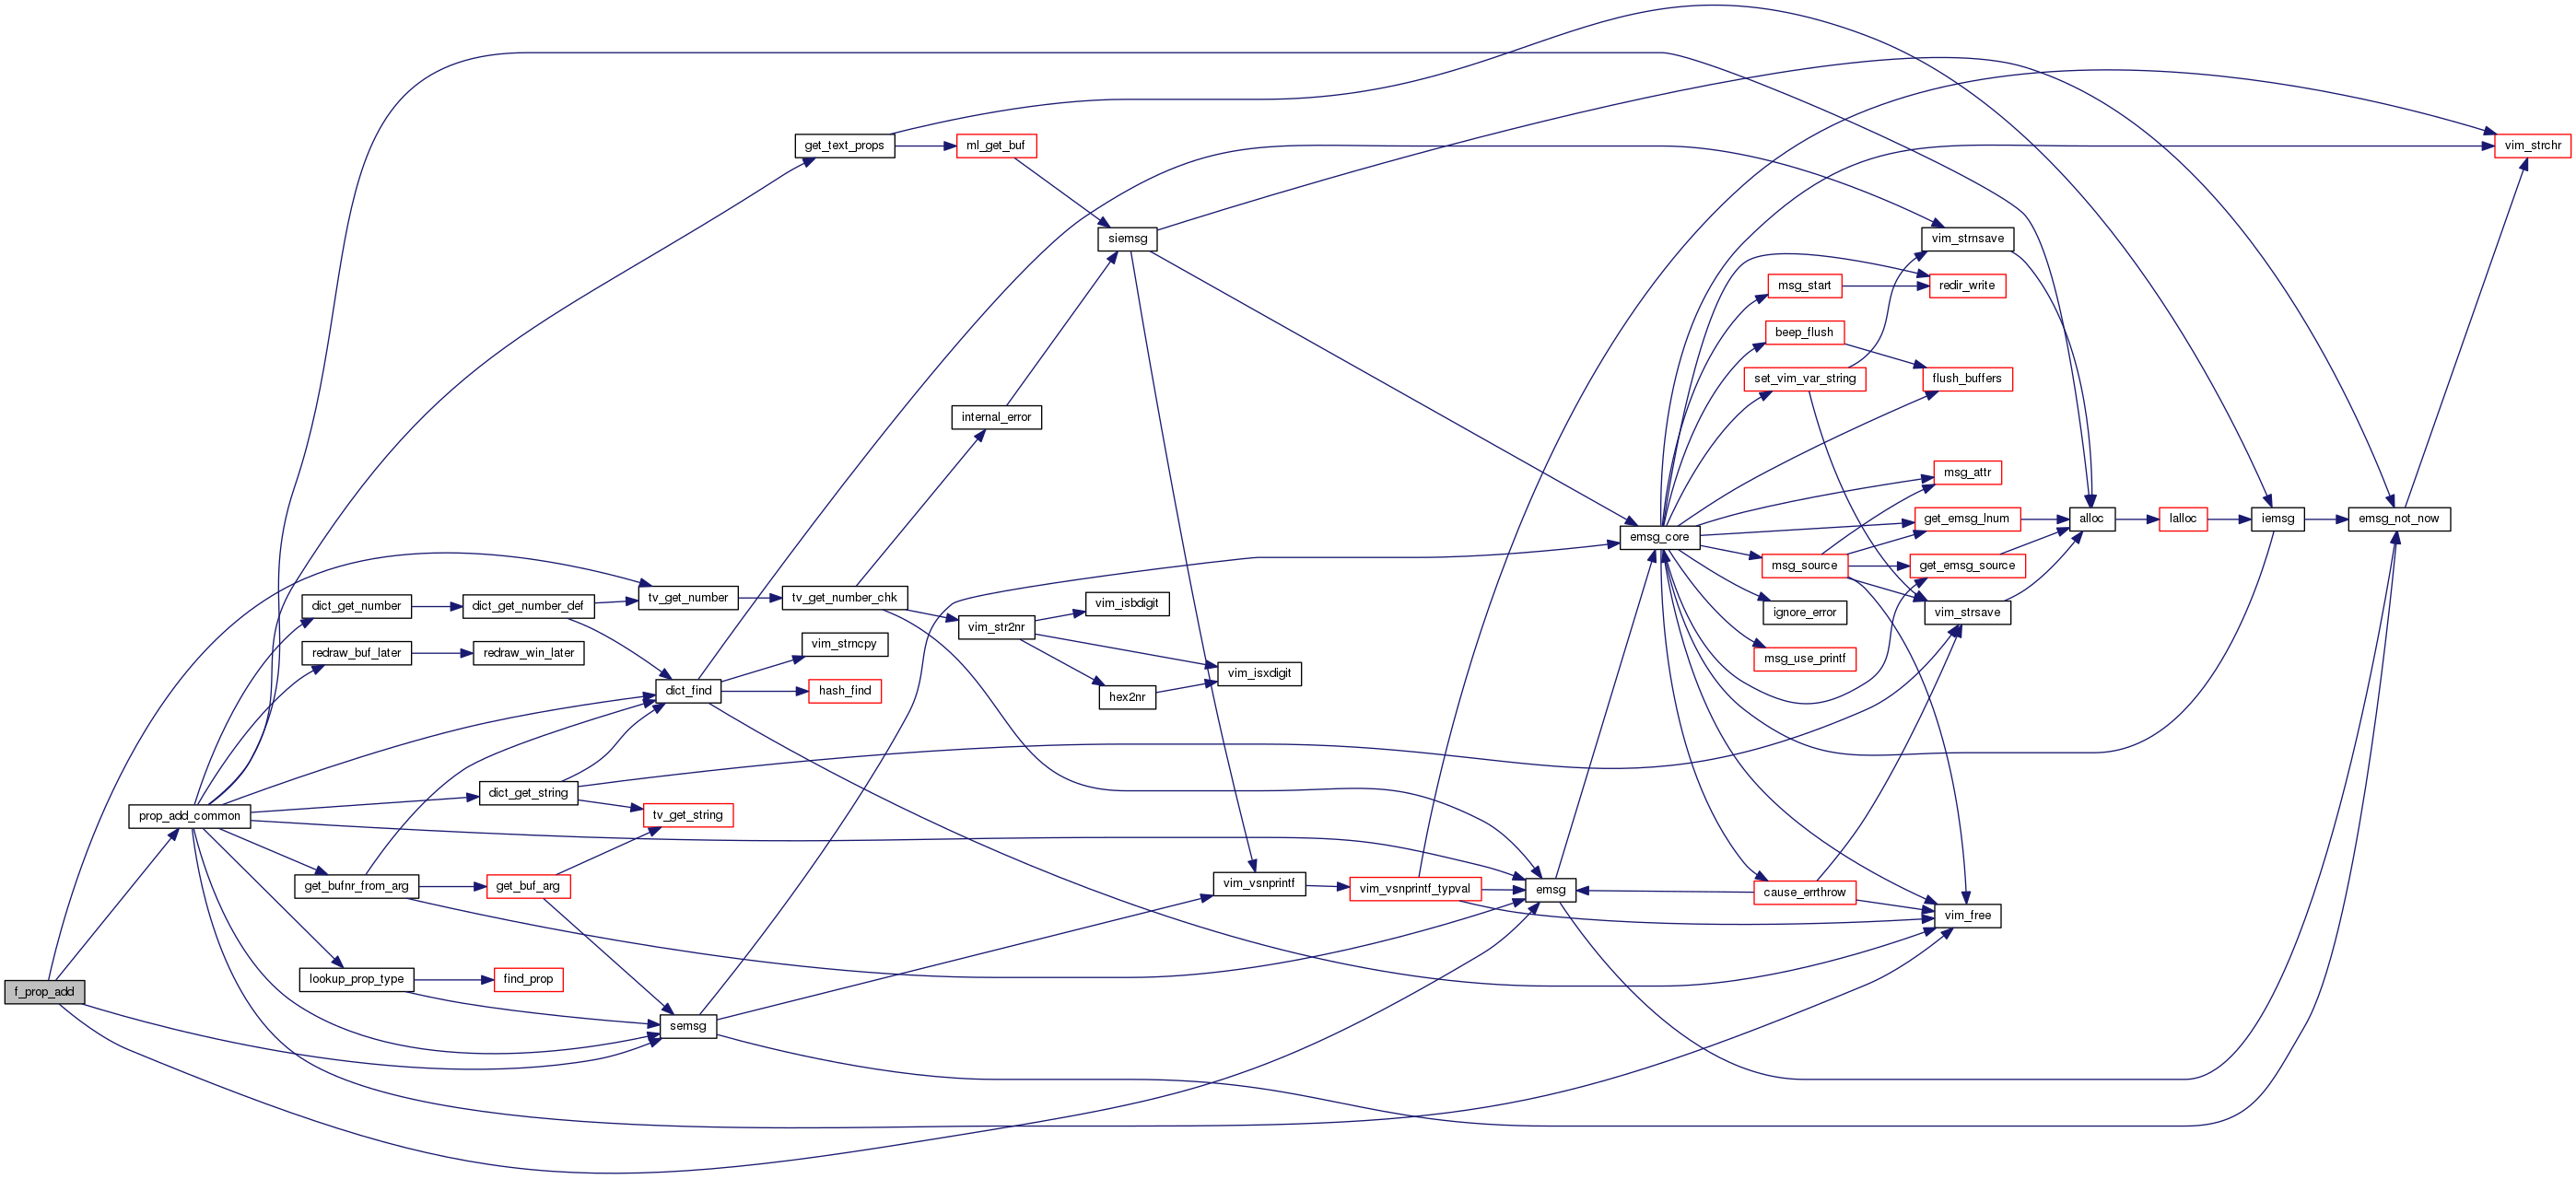 f_prop_add
prop_add_common
dict_get_number
redraw_buf_later
get_bufnr_from_arg
lookup_prop_type
dict_get_number_def
redraw_win_later
dict_get_string
get_buf_arg
find_prop
tv_get_number
dict_find
tv_get_string
semsg
get_text_props
tv_get_number_chk
vim_strncpy
hash_find
ml_get_buf
internal_error
vim_str2nr
siemsg
vim_isbdigit
hex2nr
vim_isxdigit
vim_vsnprintf
vim_vsnprintf_typval
emsg
emsg_core
msg_start
beep_flush
set_vim_var_string
msg_source
ignore_error
msg_use_printf
cause_errthrow
vim_strnsave
redir_write
flush_buffers
msg_attr
get_emsg_lnum
get_emsg_source
vim_strsave
vim_free
alloc
lalloc
iemsg
emsg_not_now
vim_strchr